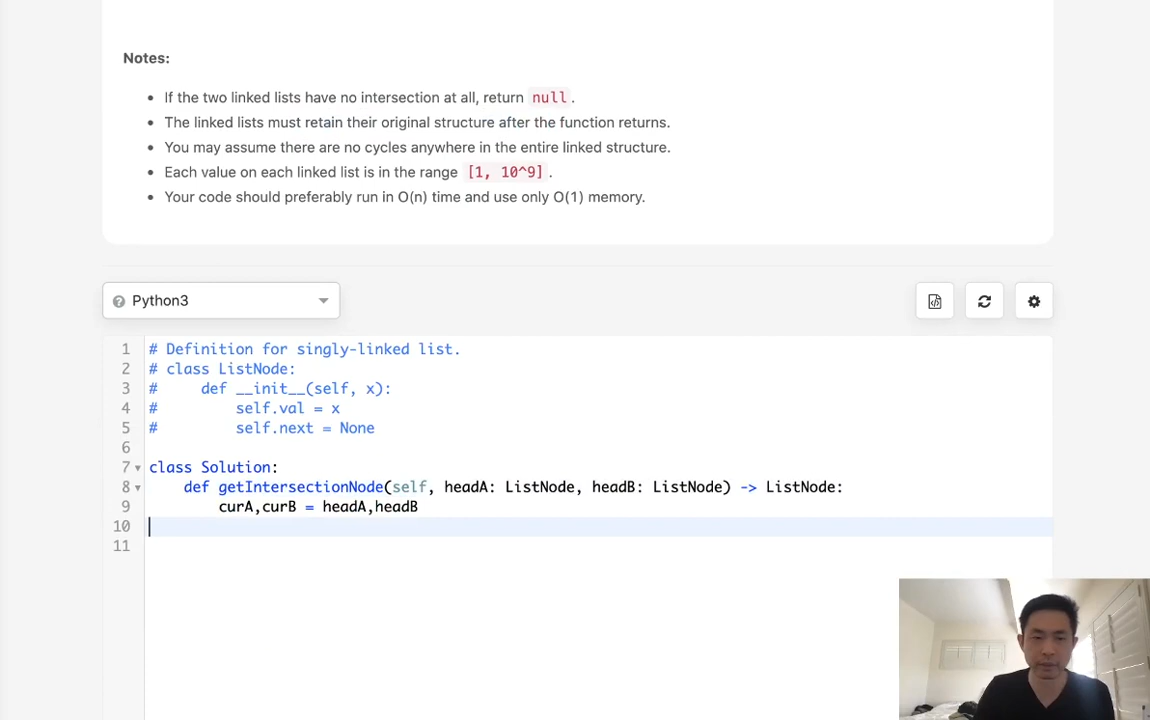 Notes:
If the two linked lists have no intersection at all, return null.
The linked lists must retain their original structure after the function returns.
You may assume there are no cycles anywhere in the entire linked structure.
Each value on each linked list is in the range [1, 10^9].
Your code should preferably run in O(n) time and use only O(1) memory.
Python3
1 # Definition for singly-linked list.
2 # class ListNode:
3 #     def __init__(self, x):
4 #         self.val = x
5 #         self.next = None
6
7 class Solution:
8     def getIntersectionNode(self, headA: ListNode, headB: ListNode) -> ListNode:
9         curA,curB = headA,headB
10
11